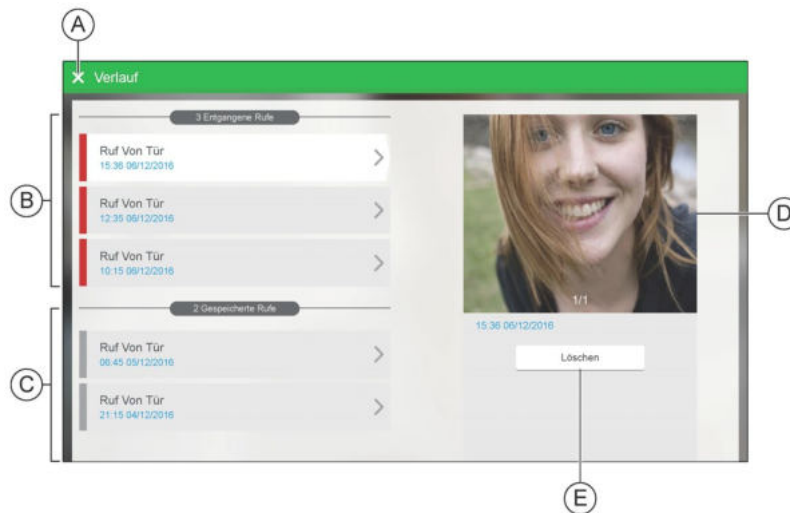 A
Verlauf
3 Entgangene Rufe
B
Ruf Von Tür
15:36 06/12/2016
Ruf Von Tür
12:35 06/12/2016
Ruf Von Tür
10:15 06/12/2016
2 Gespeicherte Rufe
C
Ruf Von Tür
06:45 05/12/2016
Ruf Von Tür
21:15 04/12/2016
D
1/1
15:36 06/12/2016
Löschen
E